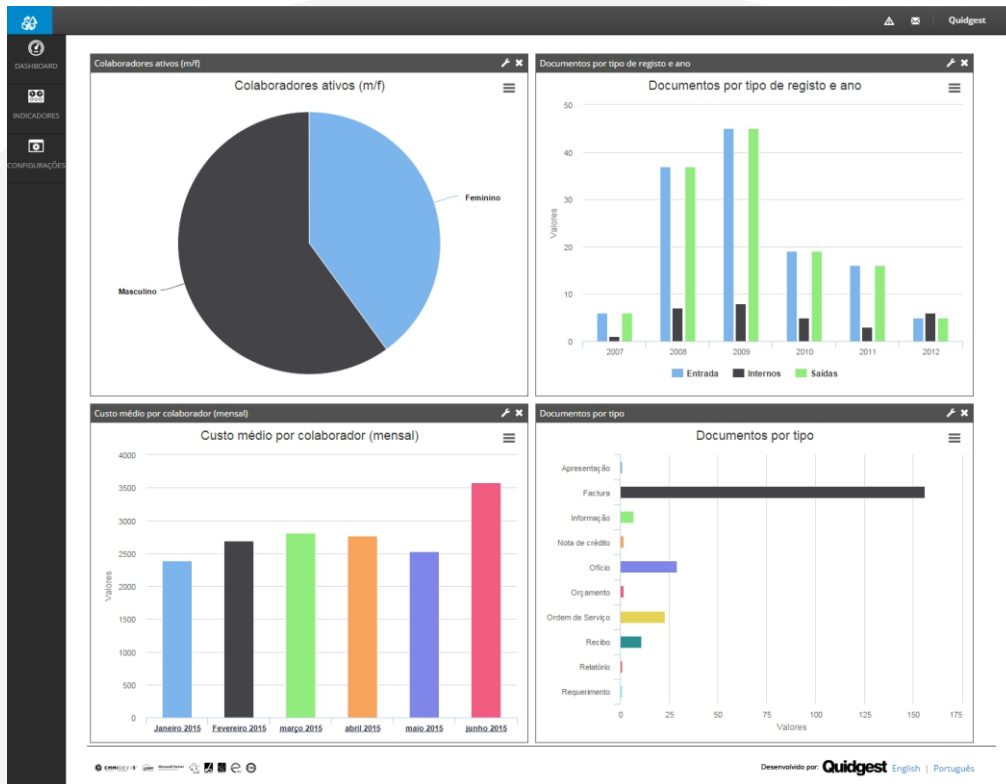 Quidgest
DASHBOARD
INDICADORES
CONFIGURAÇÕES
Colaboradores ativos (m/f)
Colaboradores ativos (m/f)
Feminino
Masculino
Documentos por tipo de registo e ano
Documentos por tipo de registo e ano
Valores
50
40
30
20
10
0
2007 2008 2009 2010 2011 2012
Entrada Internos Saídas
Custo médio por colaborador (mensal)
Custo médio por colaborador (mensal)
Valores
4000
3500
3000
2500
2000
1500
1000
500
0
Janeiro 2015 Fevereiro 2015 março 2015 abril 2015 maio 2015 junho 2015
Documentos por tipo
Documentos por tipo
Apresentação
Factura
Informação
Nota de crédito
Ofício
Orçamento
Ordem de Serviço
Recibo
Relatório
Requerimento
0 25 50 75 100 125 150 175
Valores
Desenvolvido por: Quidgest English | Português